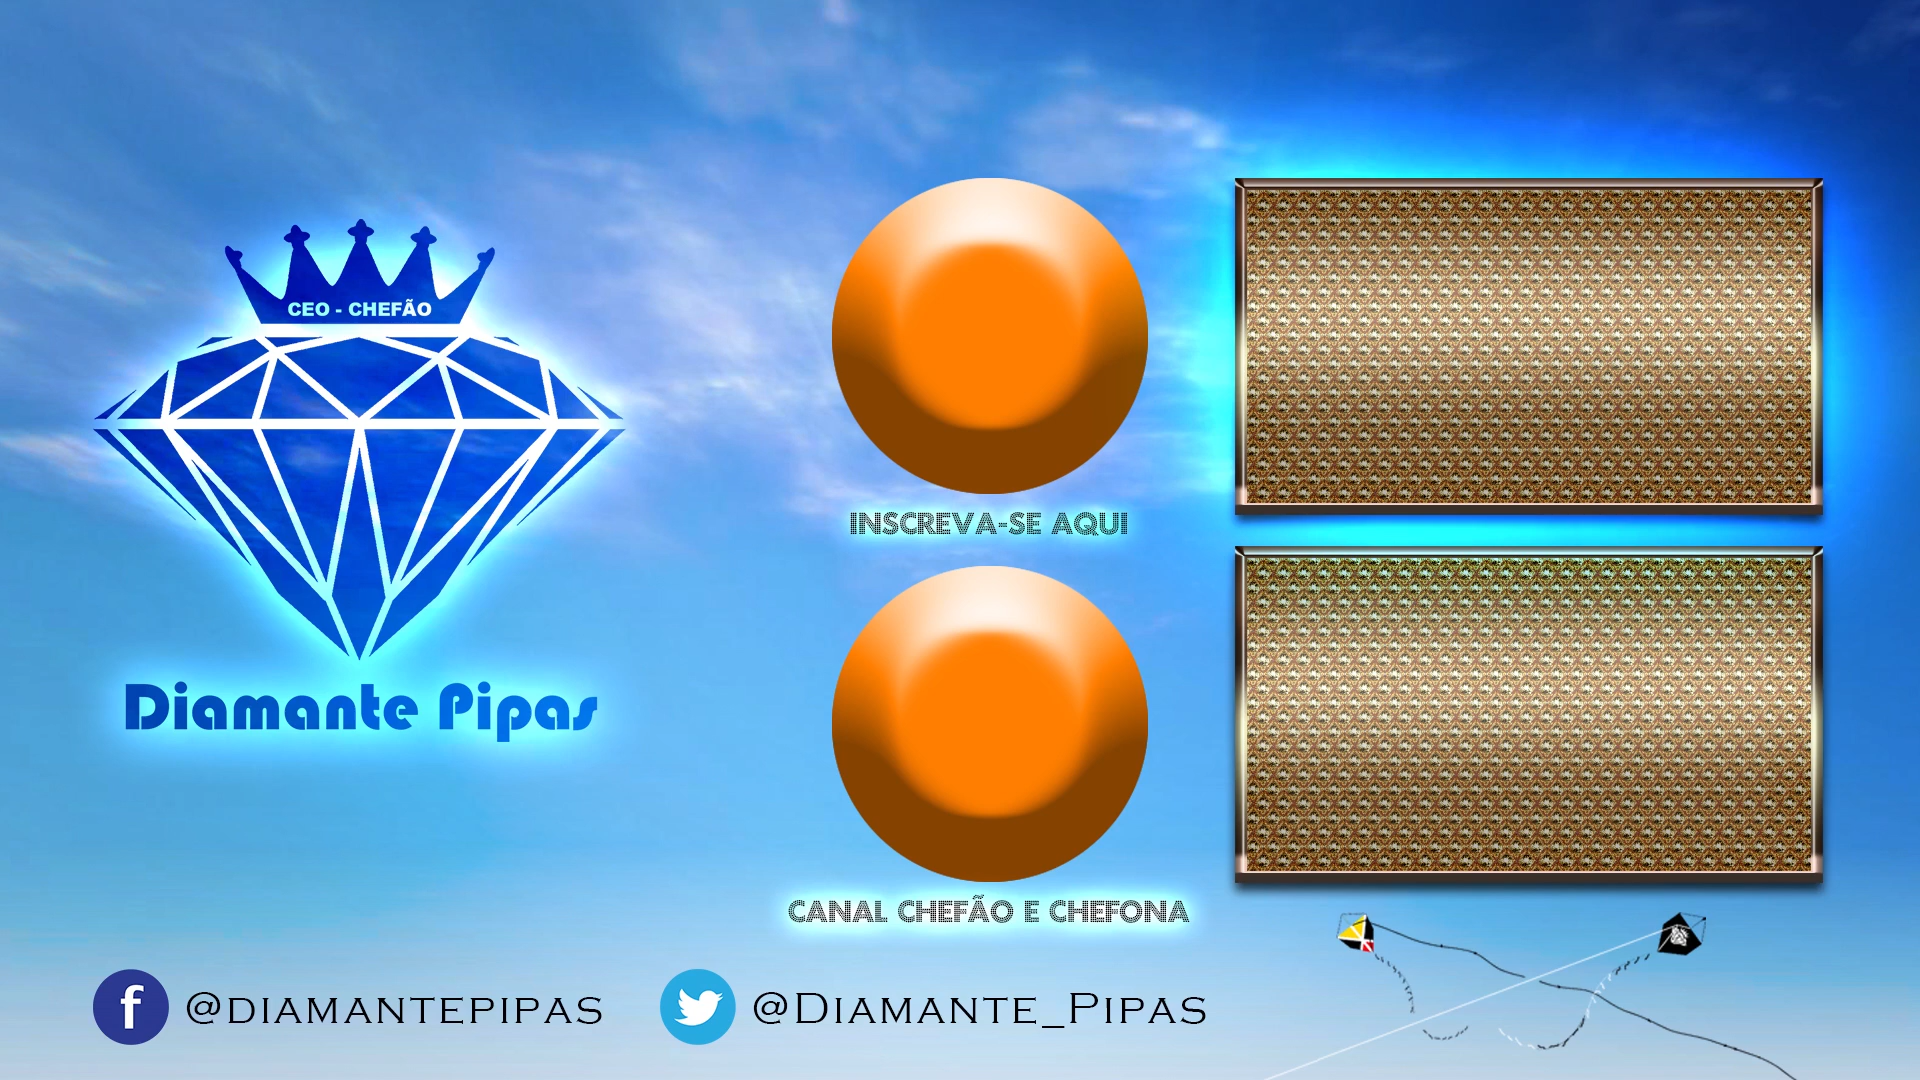 CEO - CHEFÃO
Diamante Pipas
INSCREVA-SE AQUI
CANAL CHEFÃO E CHEFONA
f @DIAMANTEPIPAS
@DIAMANTE_PIPAS